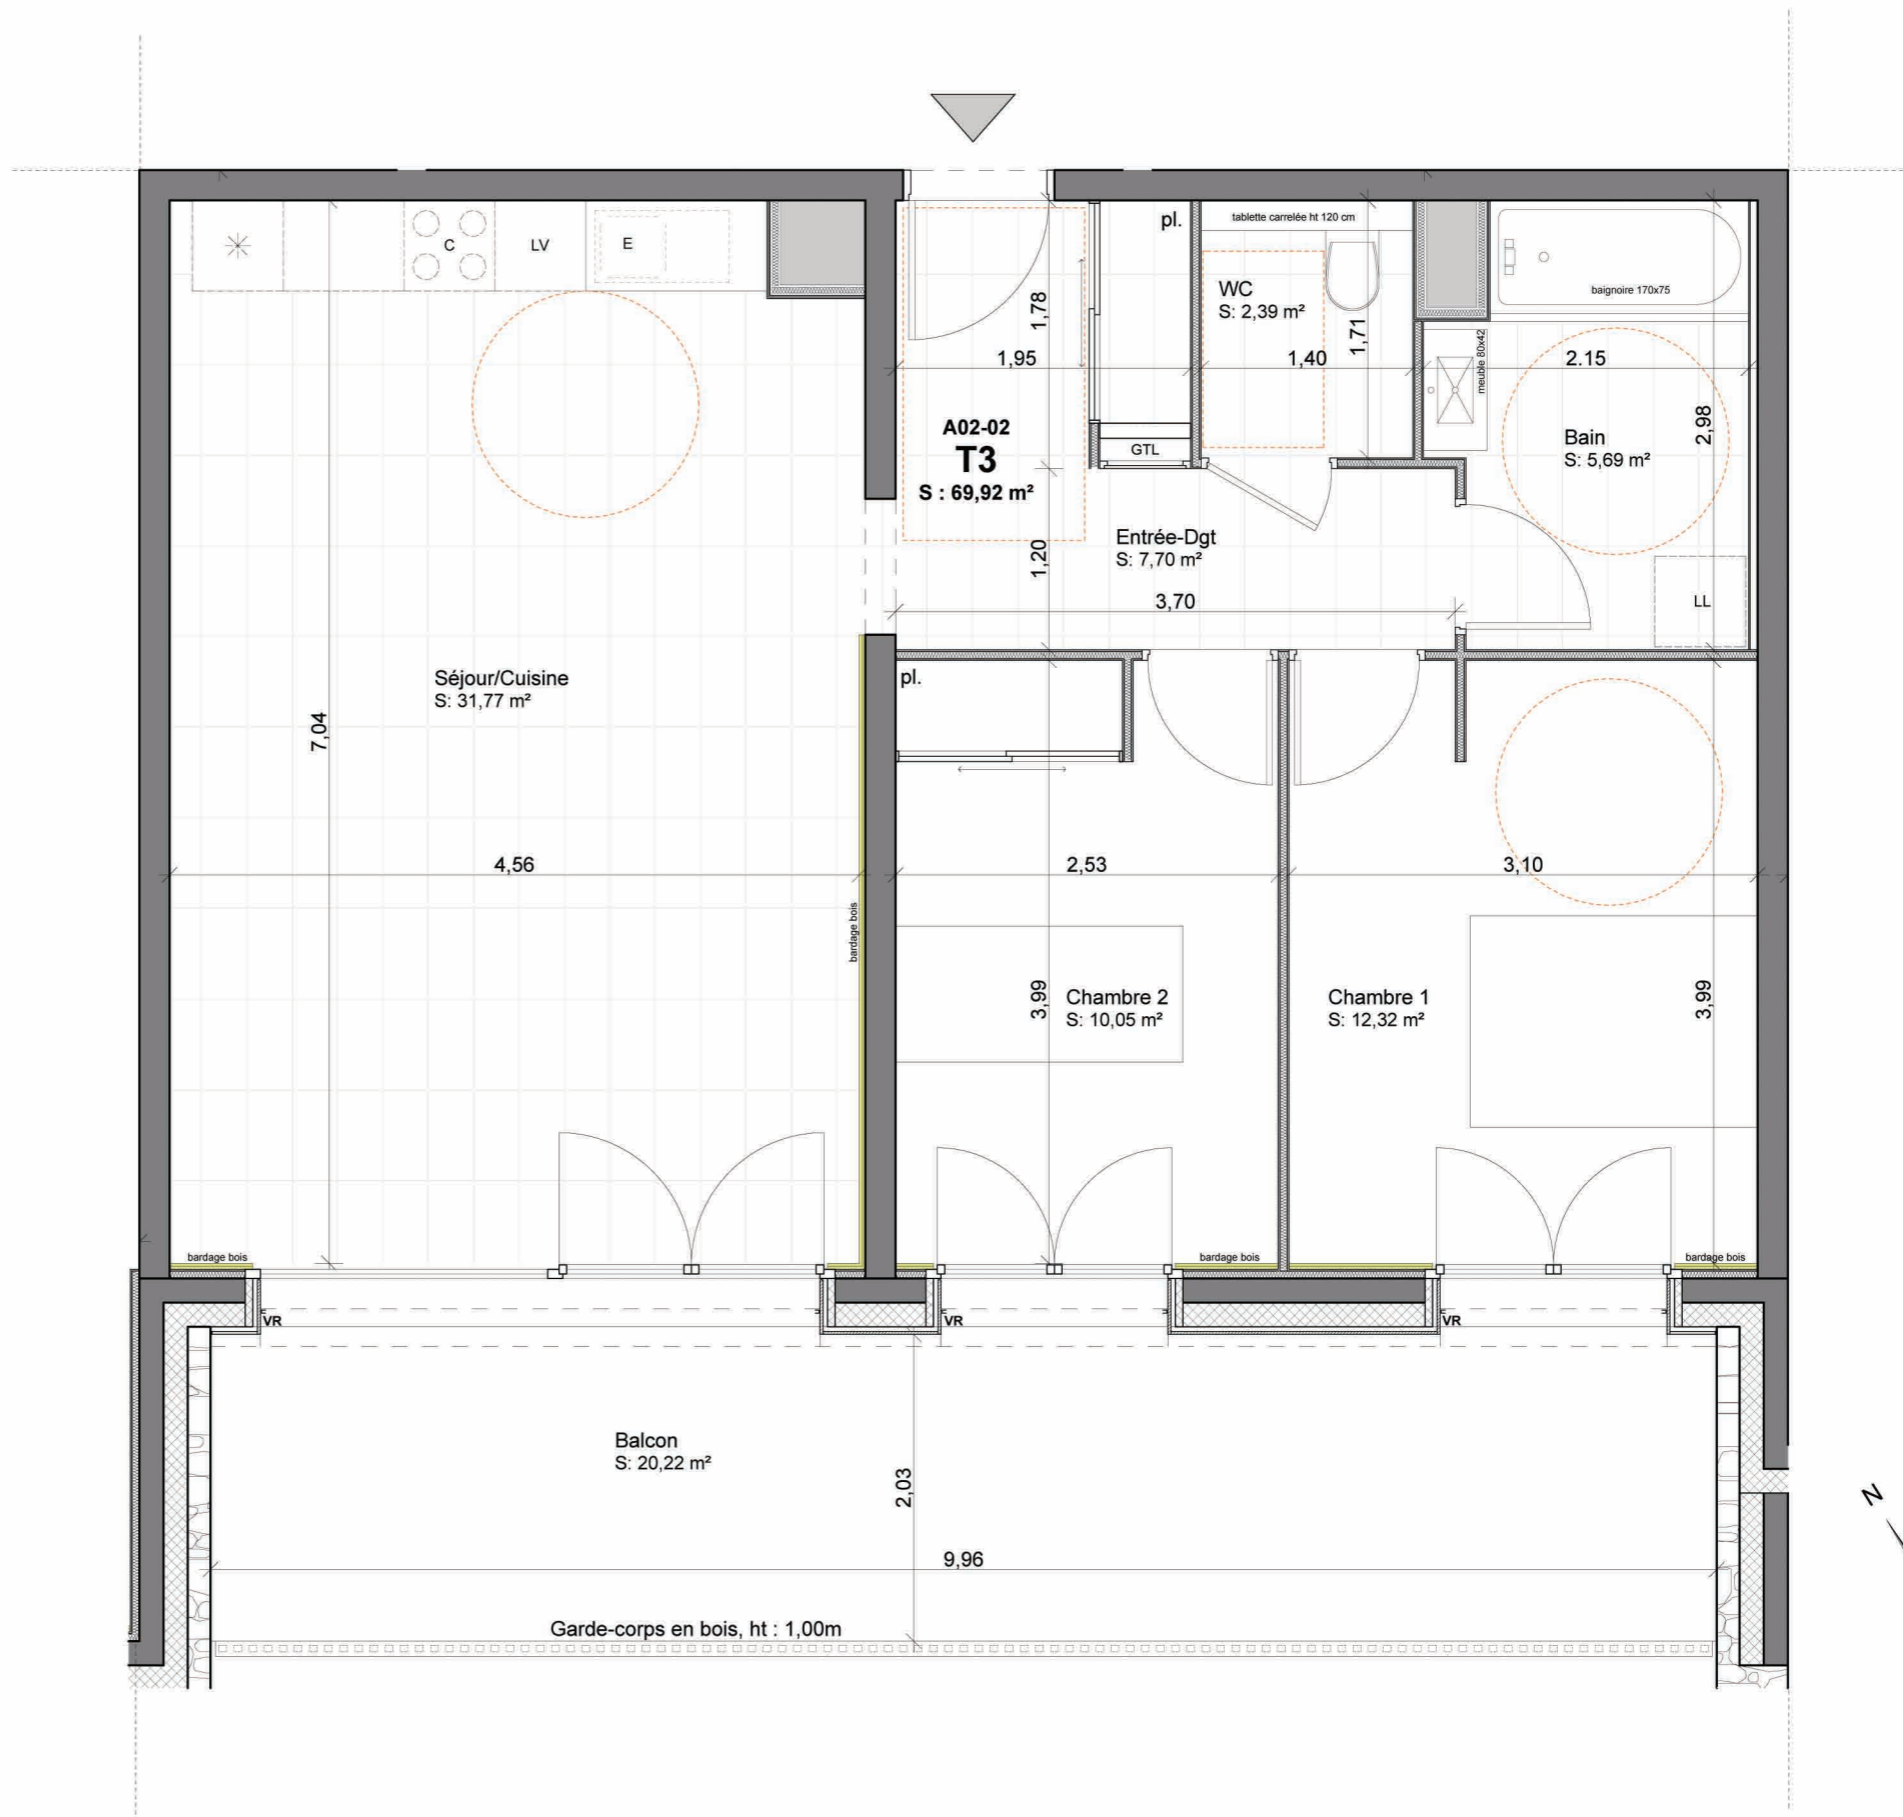 pl.
tablette carrelée ht 120 cm
C
LV
E
WC
S: 2,39 m²
baignoire 170x75
1,78
1,71
meuble 80x42
1,95
1,40
2.15
2,98
A02-02
T3
S : 69,92 m²
GTL
Bain
S: 5,69 m²
Entrée-Dgt
S: 7,70 m²
1,20
3,70
LL
Séjour/Cuisine
S: 31,77 m²
pl.
7,04
4,56
2,53
3,10
bardage bois
3,99
Chambre 2
S: 10,05 m²
Chambre 1
S: 12,32 m²
3,99
bardage bois
bardage bois
bardage bois
VR
VR
VR
Balcon
S: 20,22 m²
2,03
N
9,96
Garde-corps en bois, ht : 1,00m